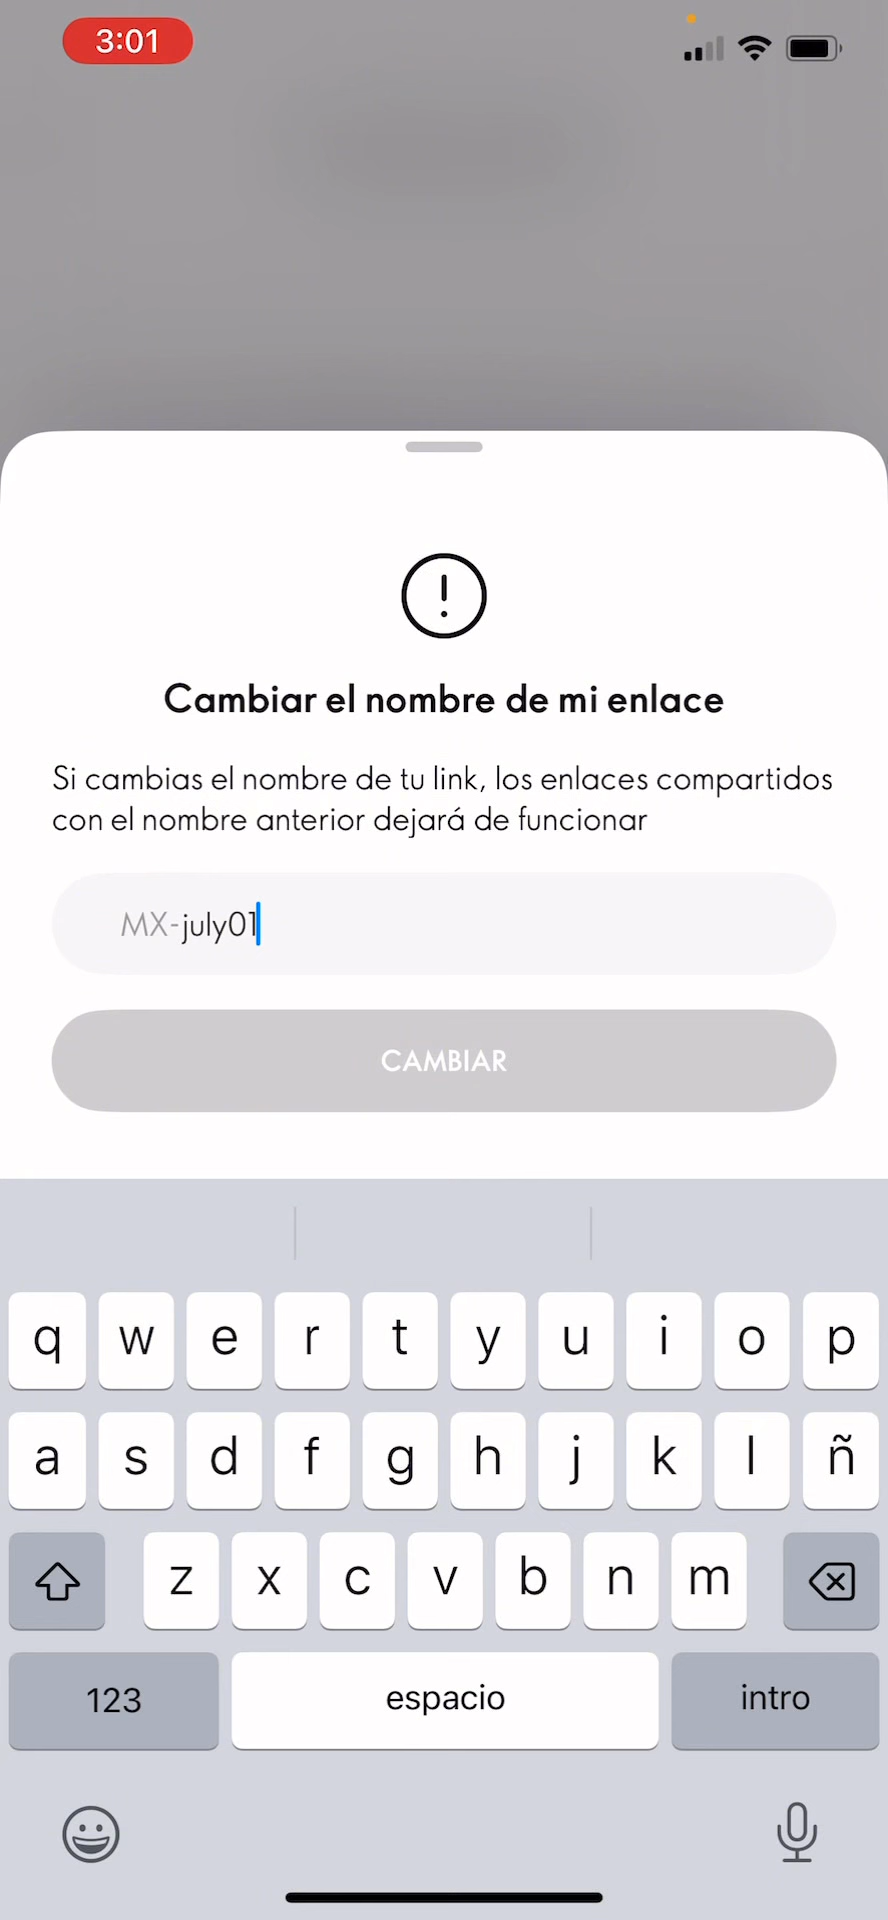 3:01
Cambiar el nombre de mi enlace
Si cambias el nombre de tu link, los enlaces compartidos
con el nombre anterior dejará de funcionar
MX-july01
CAMBIAR
q w e r t y u i o p
a s d f g h j k l ñ
z x c v b n m
123 espacio intro